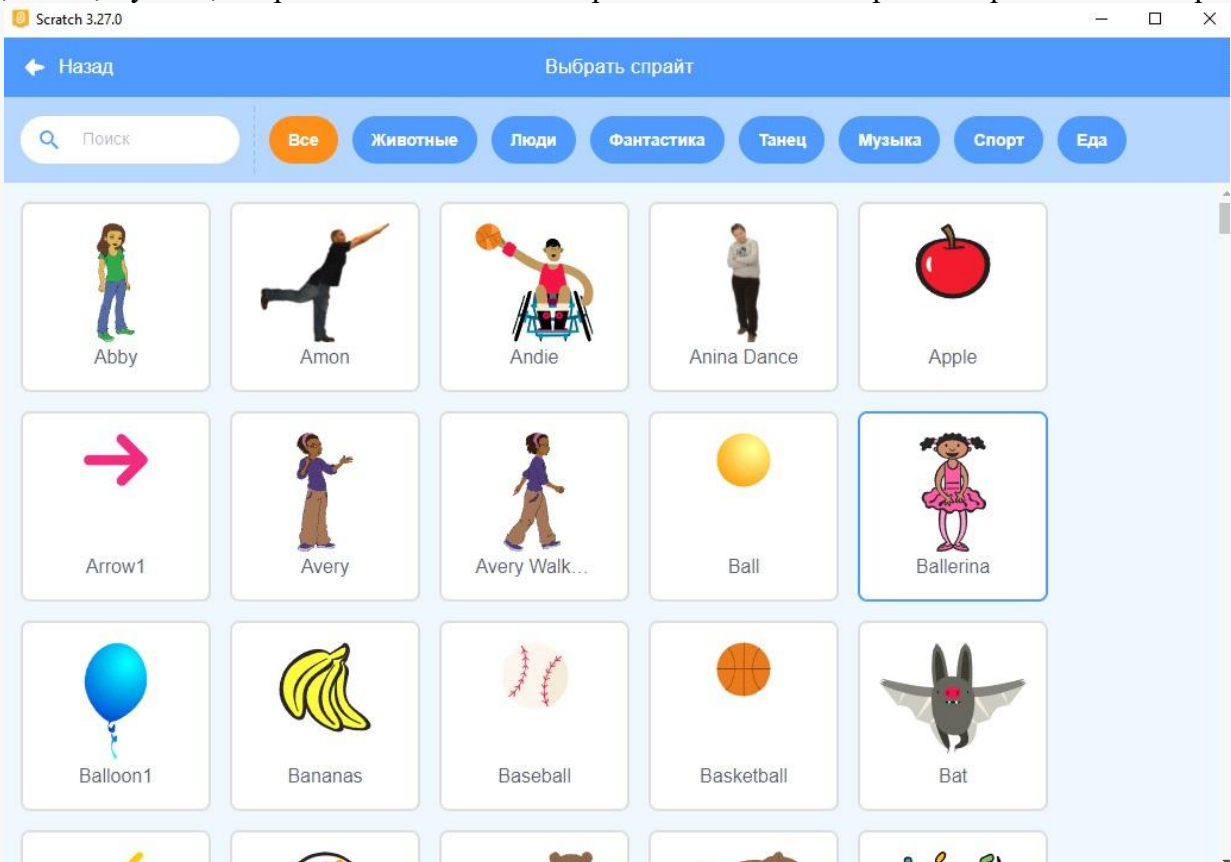 Scratch 3.27.0
Назад
Выбрать спрайт
Поиск
Все Животные Люди Фантастика Танец Музыка Спорт Еда
Abby Amon Andie Anina Dance Apple
Arrow1 Avery Avery Walk... Ball Ballerina
Balloon1 Bananas Baseball Basketball Bat